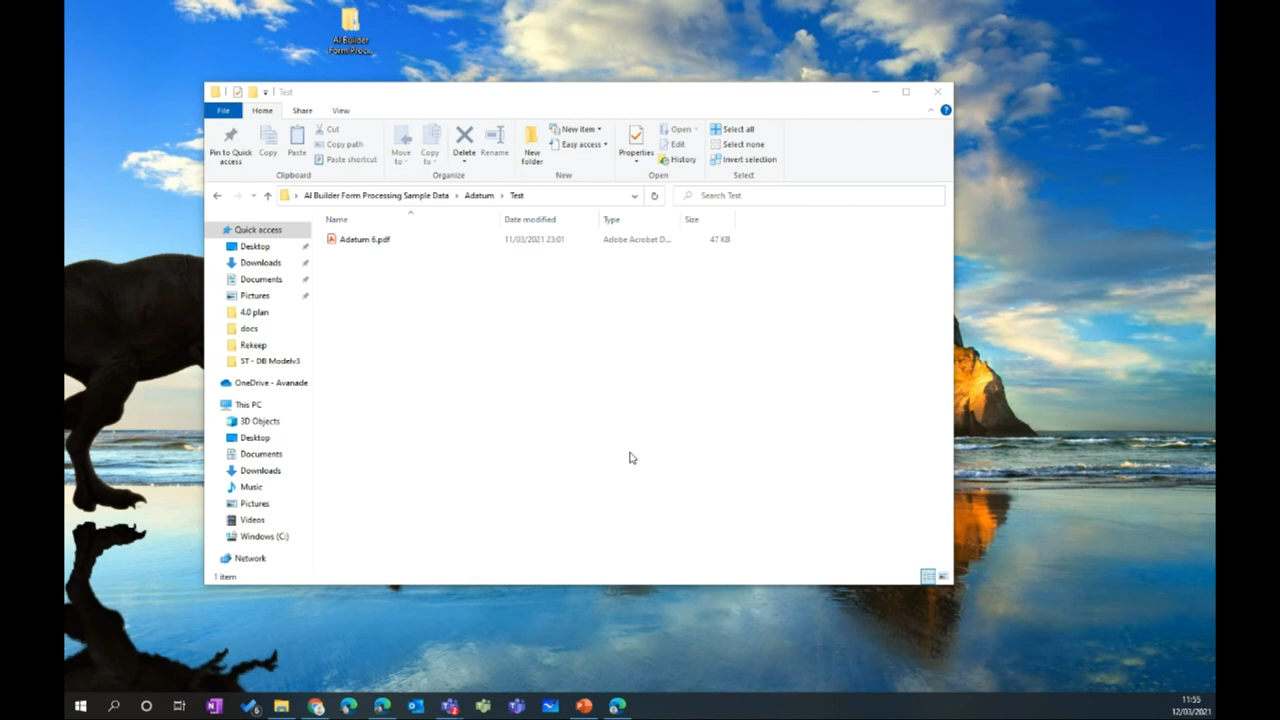 AI Builder
Form Proc...
Test
File Home Share View
Pin to Quick access
Copy
Paste
Cut
Copy path
Paste shortcut
Move to
Copy to
Delete
Rename
New folder
New item
Easy access
Properties
Open
Edit
History
Select all
Select none
Invert selection
Clipboard Organize New Open Select
AI Builder Form Processing Sample Data > Adatum > Test
Search Test
Name Date modified Type Size
Adatum 6.pdf 11/03/2021 23:01 Adobe Acrobat D... 47 KB
Quick access
Desktop
Downloads
Documents
Pictures
4.0 plan
docs
Rekeep
ST - DB Modelv3
OneDrive - Avanade
This PC
3D Objects
Desktop
Documents
Downloads
Music
Pictures
Videos
Windows (C:)
Network
1 item
11:55
12/03/2021